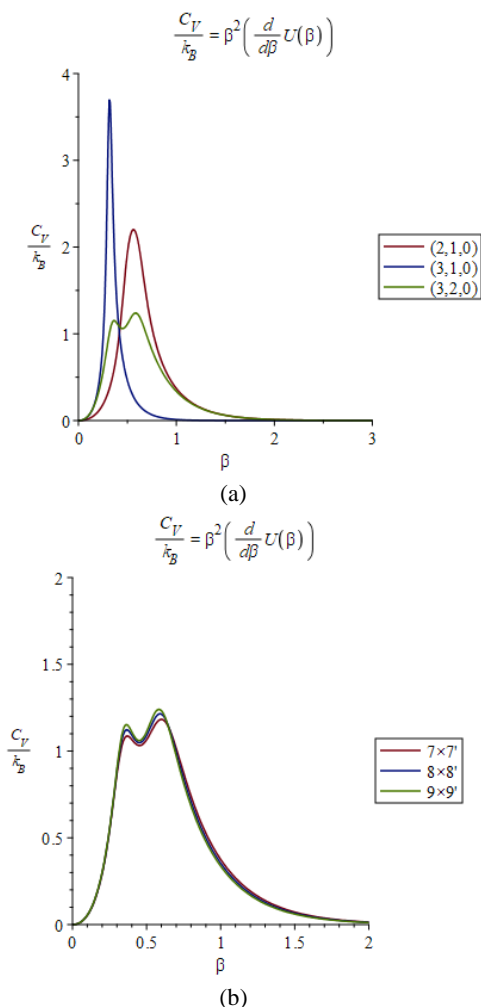 C_V/k_B = β²(d/dβ U(β))
4
3
C_V/k_B
2
1
0
0 1 2 3
β
(2,1,0)
(3,1,0)
(3,2,0)
(a)
C_V/k_B = β²(d/dβ U(β))
2
1.5
C_V/k_B
1
0.5
0
0 0.5 1 1.5 2
β
7×7'
8×8'
9×9'
(b)